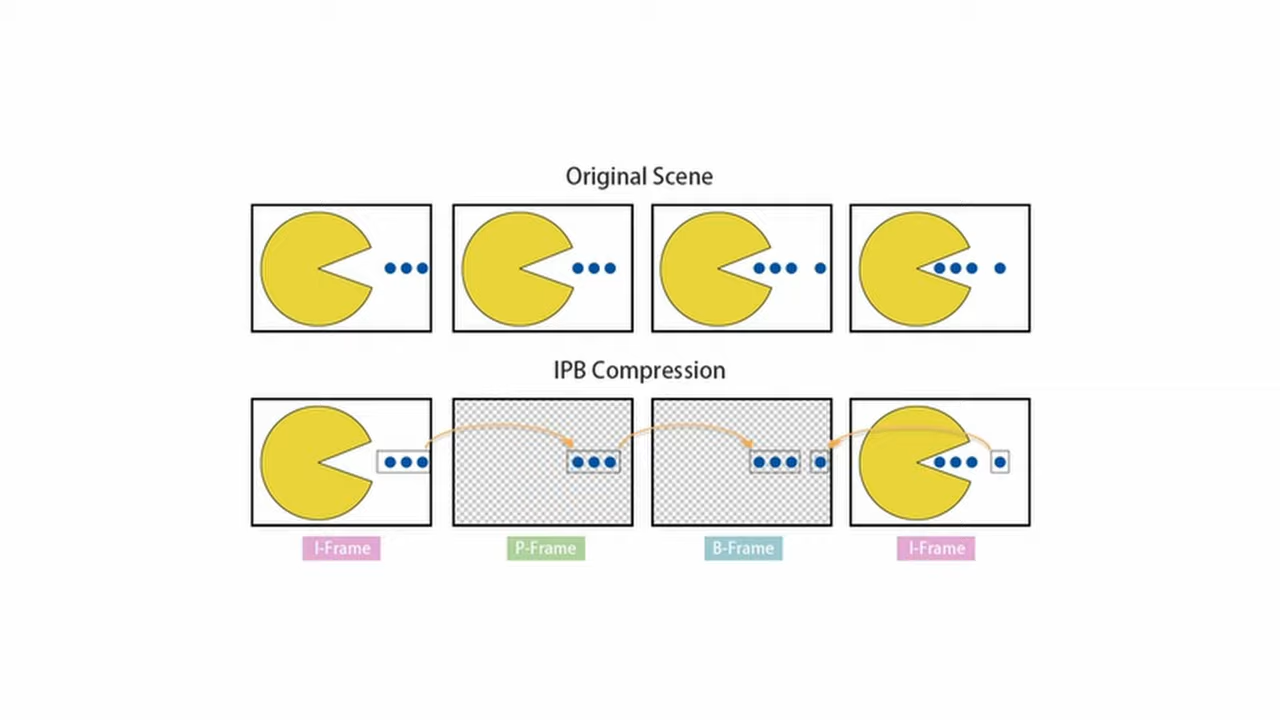 Original Scene
IPB Compression
I-Frame
P-Frame
B-Frame
I-Frame